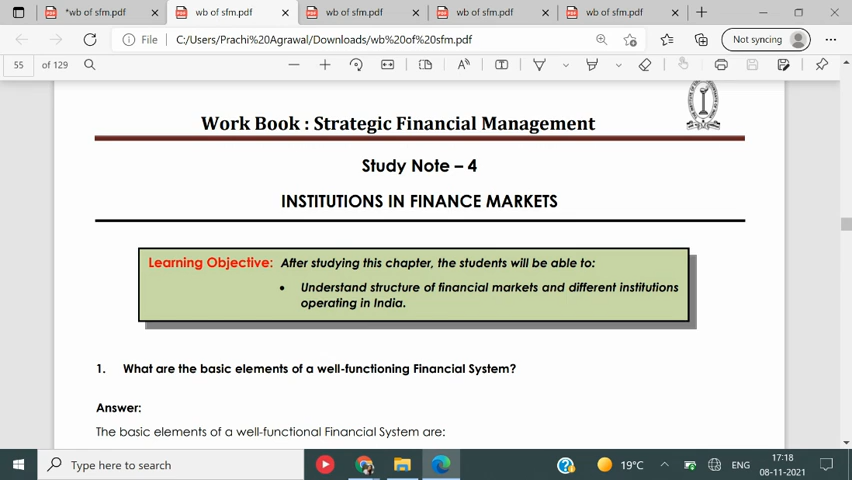 *wb of sfm.pdf
wb of sfm.pdf
wb of sfm.pdf
wb of sfm.pdf
wb of sfm.pdf
File
C:/Users/Prachi%20Agrawal/Downloads/wb%20of%20sfm.pdf
Not syncing
55 of 129
Work Book : Strategic Financial Management
Study Note – 4
INSTITUTIONS IN FINANCE MARKETS
Learning Objective: After studying this chapter, the students will be able to:
• Understand structure of financial markets and different institutions
operating in India.
1. What are the basic elements of a well-functioning Financial System?
Answer:
The basic elements of a well-functional Financial System are:
Type here to search
19°C
ENG
17:18
08-11-2021